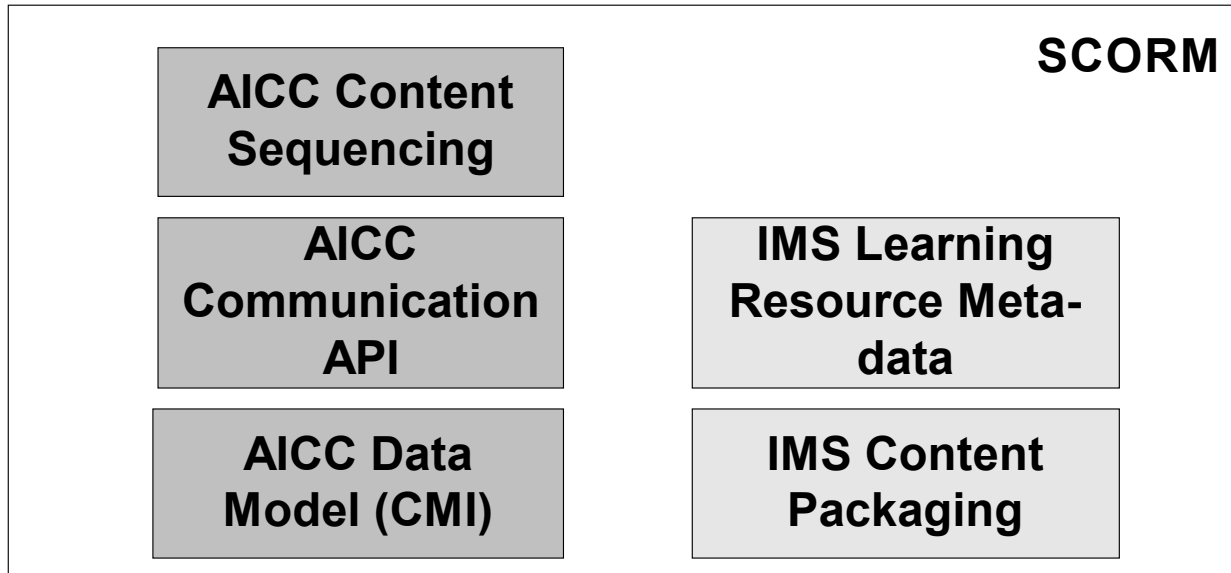 SCORM
AICC Content
Sequencing
AICC
Communication
API
IMS Learning
Resource Meta-
data
AICC Data
Model (CMI)
IMS Content
Packaging